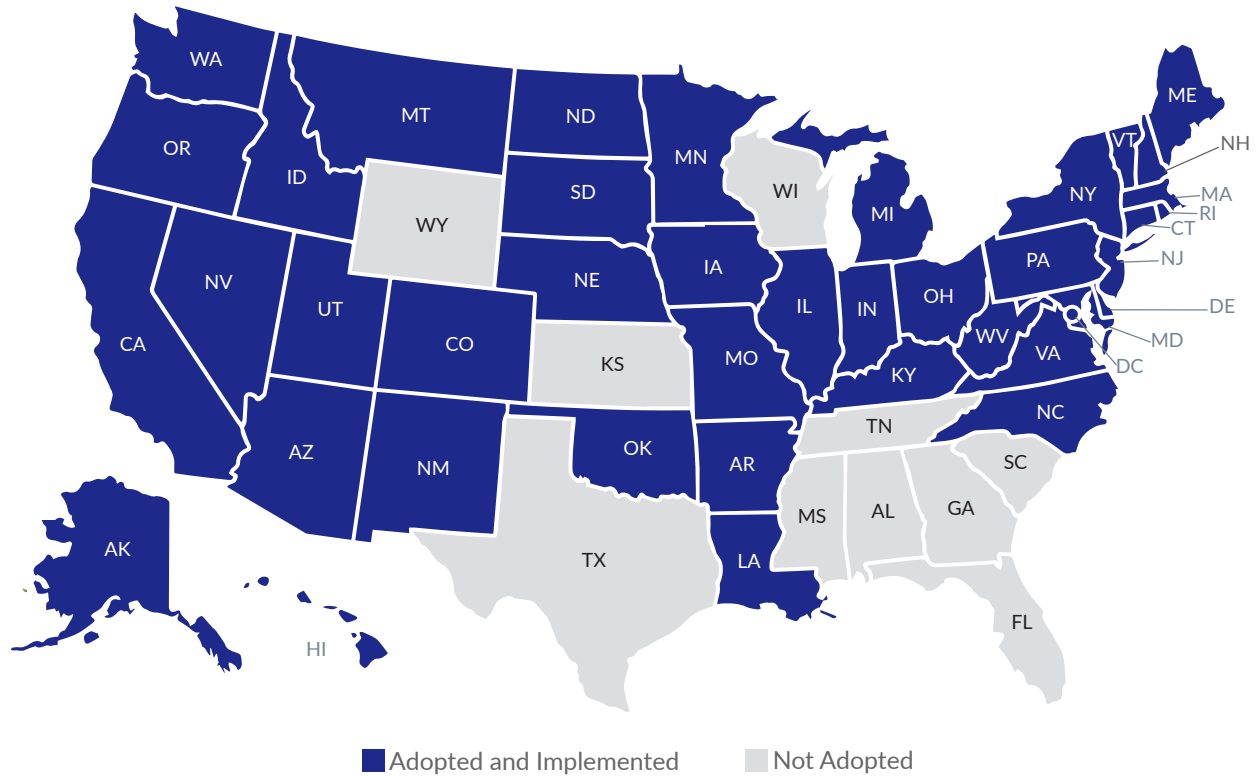 WA
ME
MT
ND
VT
OR
NH
MN
ID
SD
WI
NY
MA
MI
RI
WY
CT
PA
NJ
IA
NE
NV
OH
IL
IN
DE
UT
WV
MD
CA
CO
VA
MO
DC
KS
KY
NC
TN
OK
AZ
SC
AR
NM
GA
MS
AL
AK
TX
LA
FL
HI
Adopted and Implemented
Not Adopted